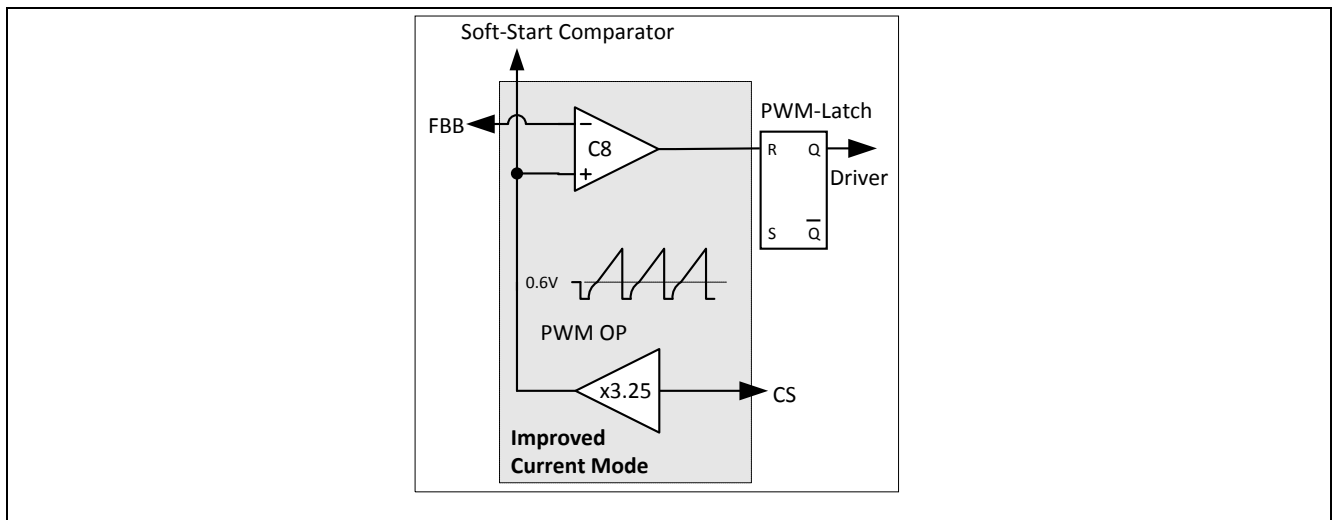 Soft-Start Comparator
FBB
C8
PWM-Latch
R Q
Driver
S Q
0.6V
PWM OP
x3.25
CS
Improved
Current Mode